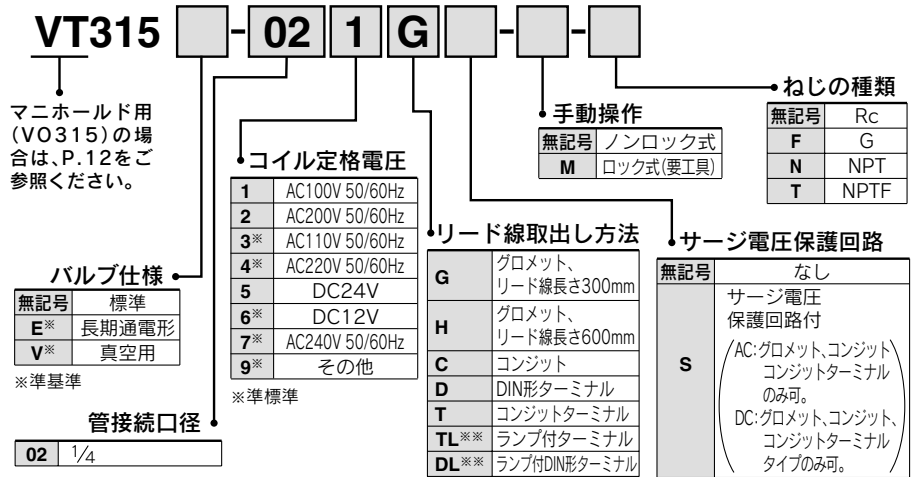 VT315 - 02 1 G - -
マニホールド用
(VO315)の場
合は、P.12をご
参照ください。
バルブ仕様
無記号 標準
E※ 長期通電形
V※ 真空用
※準基準
管接続口径
02 1/4
コイル定格電圧
1 AC100V 50/60Hz
2 AC200V 50/60Hz
3※ AC110V 50/60Hz
4※ AC220V 50/60Hz
5 DC24V
6※ DC12V
7※ AC240V 50/60Hz
9※ その他
※準標準
リード線取出し方法
G グロメット、
リード線長さ300mm
H グロメット、
リード線長さ600mm
C コンジット
D DIN形ターミナル
T コンジットターミナル
TL※※ ランプ付ターミナル
DL※※ ランプ付DIN形ターミナル
手動操作
無記号 ノンロック式
M ロック式(要工具)
ねじの種類
無記号 Rc
F G
N NPT
T NPTF
サージ電圧保護回路
無記号 なし
S サージ電圧
保護回路付
(AC:グロメット、コンジット
コンジットターミナル
のみ可。
DC:グロメット、コンジット、
コンジットターミナル
タイプのみ可。)